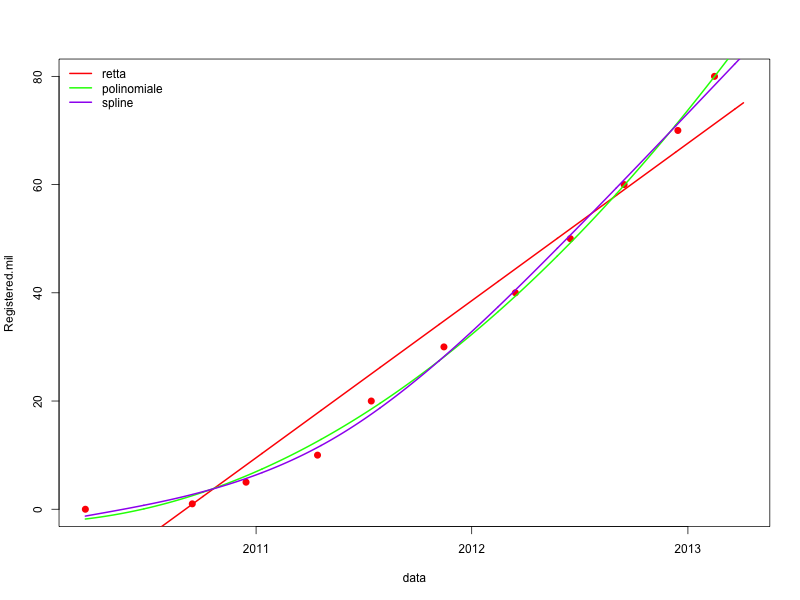 retta
polinomiale
spline
80
60
40
20
0
Registered.mil
2011 2012 2013
data